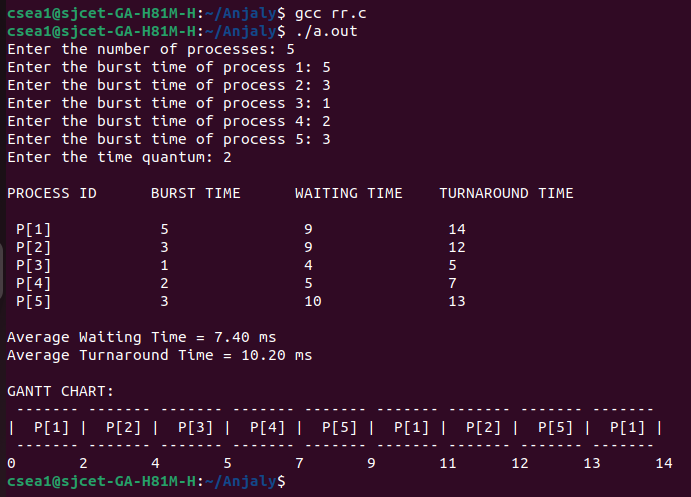 csea1@sjcet-GA-H81M-H:~/Anjaly$ gcc rr.c
csea1@sjcet-GA-H81M-H:~/Anjaly$ ./a.out
Enter the number of processes: 5
Enter the burst time of process 1: 5
Enter the burst time of process 2: 3
Enter the burst time of process 3: 1
Enter the burst time of process 4: 2
Enter the burst time of process 5: 3
Enter the time quantum: 2
PROCESS ID      BURST TIME      WAITING TIME    TURNAROUND TIME
 P[1]            5               9               14
 P[2]            3               9               12
 P[3]            1               4               5
 P[4]            2               5               7
 P[5]            3               10              13
Average Waiting Time = 7.40 ms
Average Turnaround Time = 10.20 ms
GANTT CHART:
 ------- ------- ------- ------- ------- ------- ------- ------- -------
|  P[1] |  P[2] |  P[3] |  P[4] |  P[5] |  P[1] |  P[2] |  P[5] |  P[1] |
 ------- ------- ------- ------- ------- ------- ------- ------- -------
0       2       4       5       7       9       11      12      13      14
csea1@sjcet-GA-H81M-H:~/Anjaly$